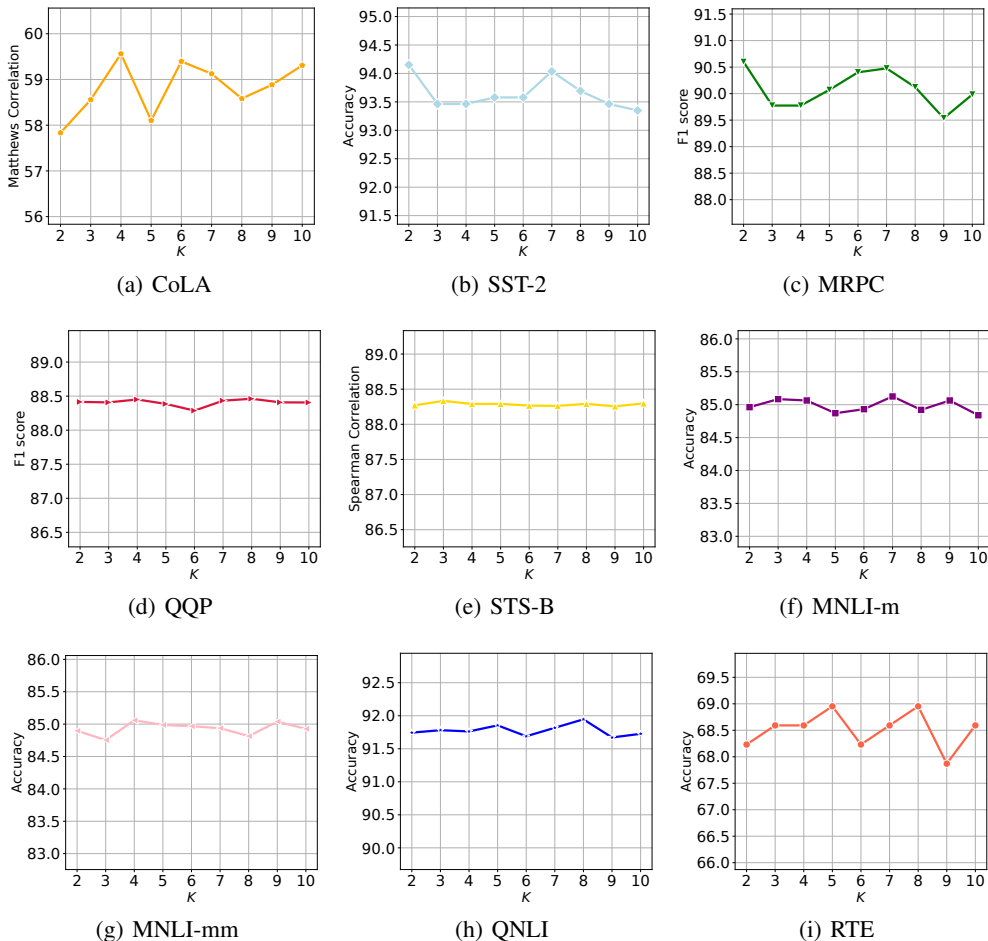 60
59
58
57
56
Matthews Correlation
2 3 4 5 6 7 8 9 10
K
(a) CoLA
95.0
94.5
94.0
93.5
93.0
92.5
92.0
91.5
Accuracy
2 3 4 5 6 7 8 9 10
K
(b) SST-2
91.5
91.0
90.5
90.0
89.5
89.0
88.5
88.0
F1 score
2 3 4 5 6 7 8 9 10
K
(c) MRPC
89.0
88.5
88.0
87.5
87.0
86.5
F1 score
2 3 4 5 6 7 8 9 10
K
(d) QQP
89.0
88.5
88.0
87.5
87.0
86.5
Spearman Correlation
2 3 4 5 6 7 8 9 10
K
(e) STS-B
86.0
85.5
85.0
84.5
84.0
83.5
83.0
Accuracy
2 3 4 5 6 7 8 9 10
K
(f) MNLI-m
86.0
85.5
85.0
84.5
84.0
83.5
83.0
Accuracy
2 3 4 5 6 7 8 9 10
K
(g) MNLI-mm
92.5
92.0
91.5
91.0
90.5
90.0
Accuracy
2 3 4 5 6 7 8 9 10
K
(h) QNLI
69.5
69.0
68.5
68.0
67.5
67.0
66.5
66.0
Accuracy
2 3 4 5 6 7 8 9 10
K
(i) RTE